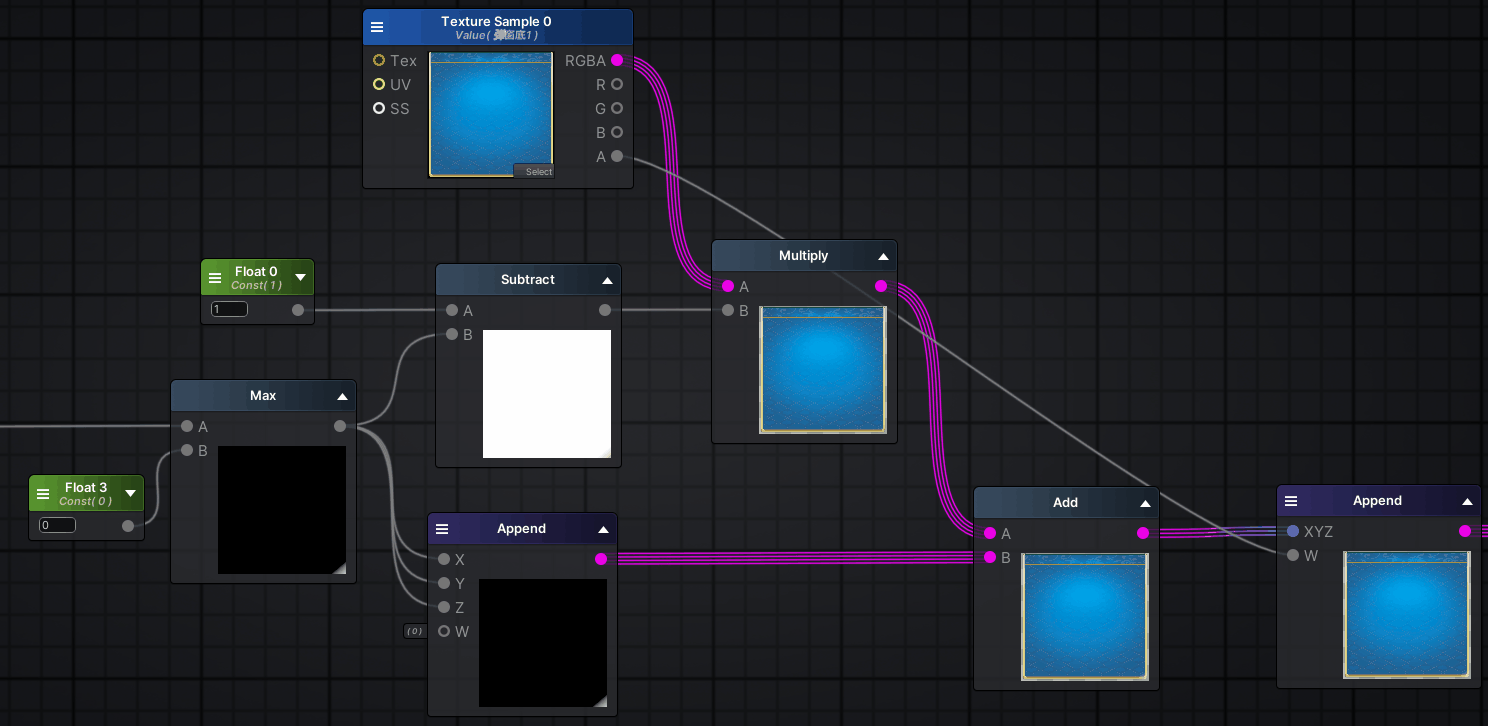 Texture Sample 0
Value(
底1 )
Tex
RGBA
UV
R
SS
G
B
A
Select
Float 0
Const( 1 )
1
Subtract
A
B
Multiply
A
B
Max
A
B
Float 3
Const( 0 )
0
Append
X
Y
Z
(0)
W
Add
A
B
Append
XYZ
W